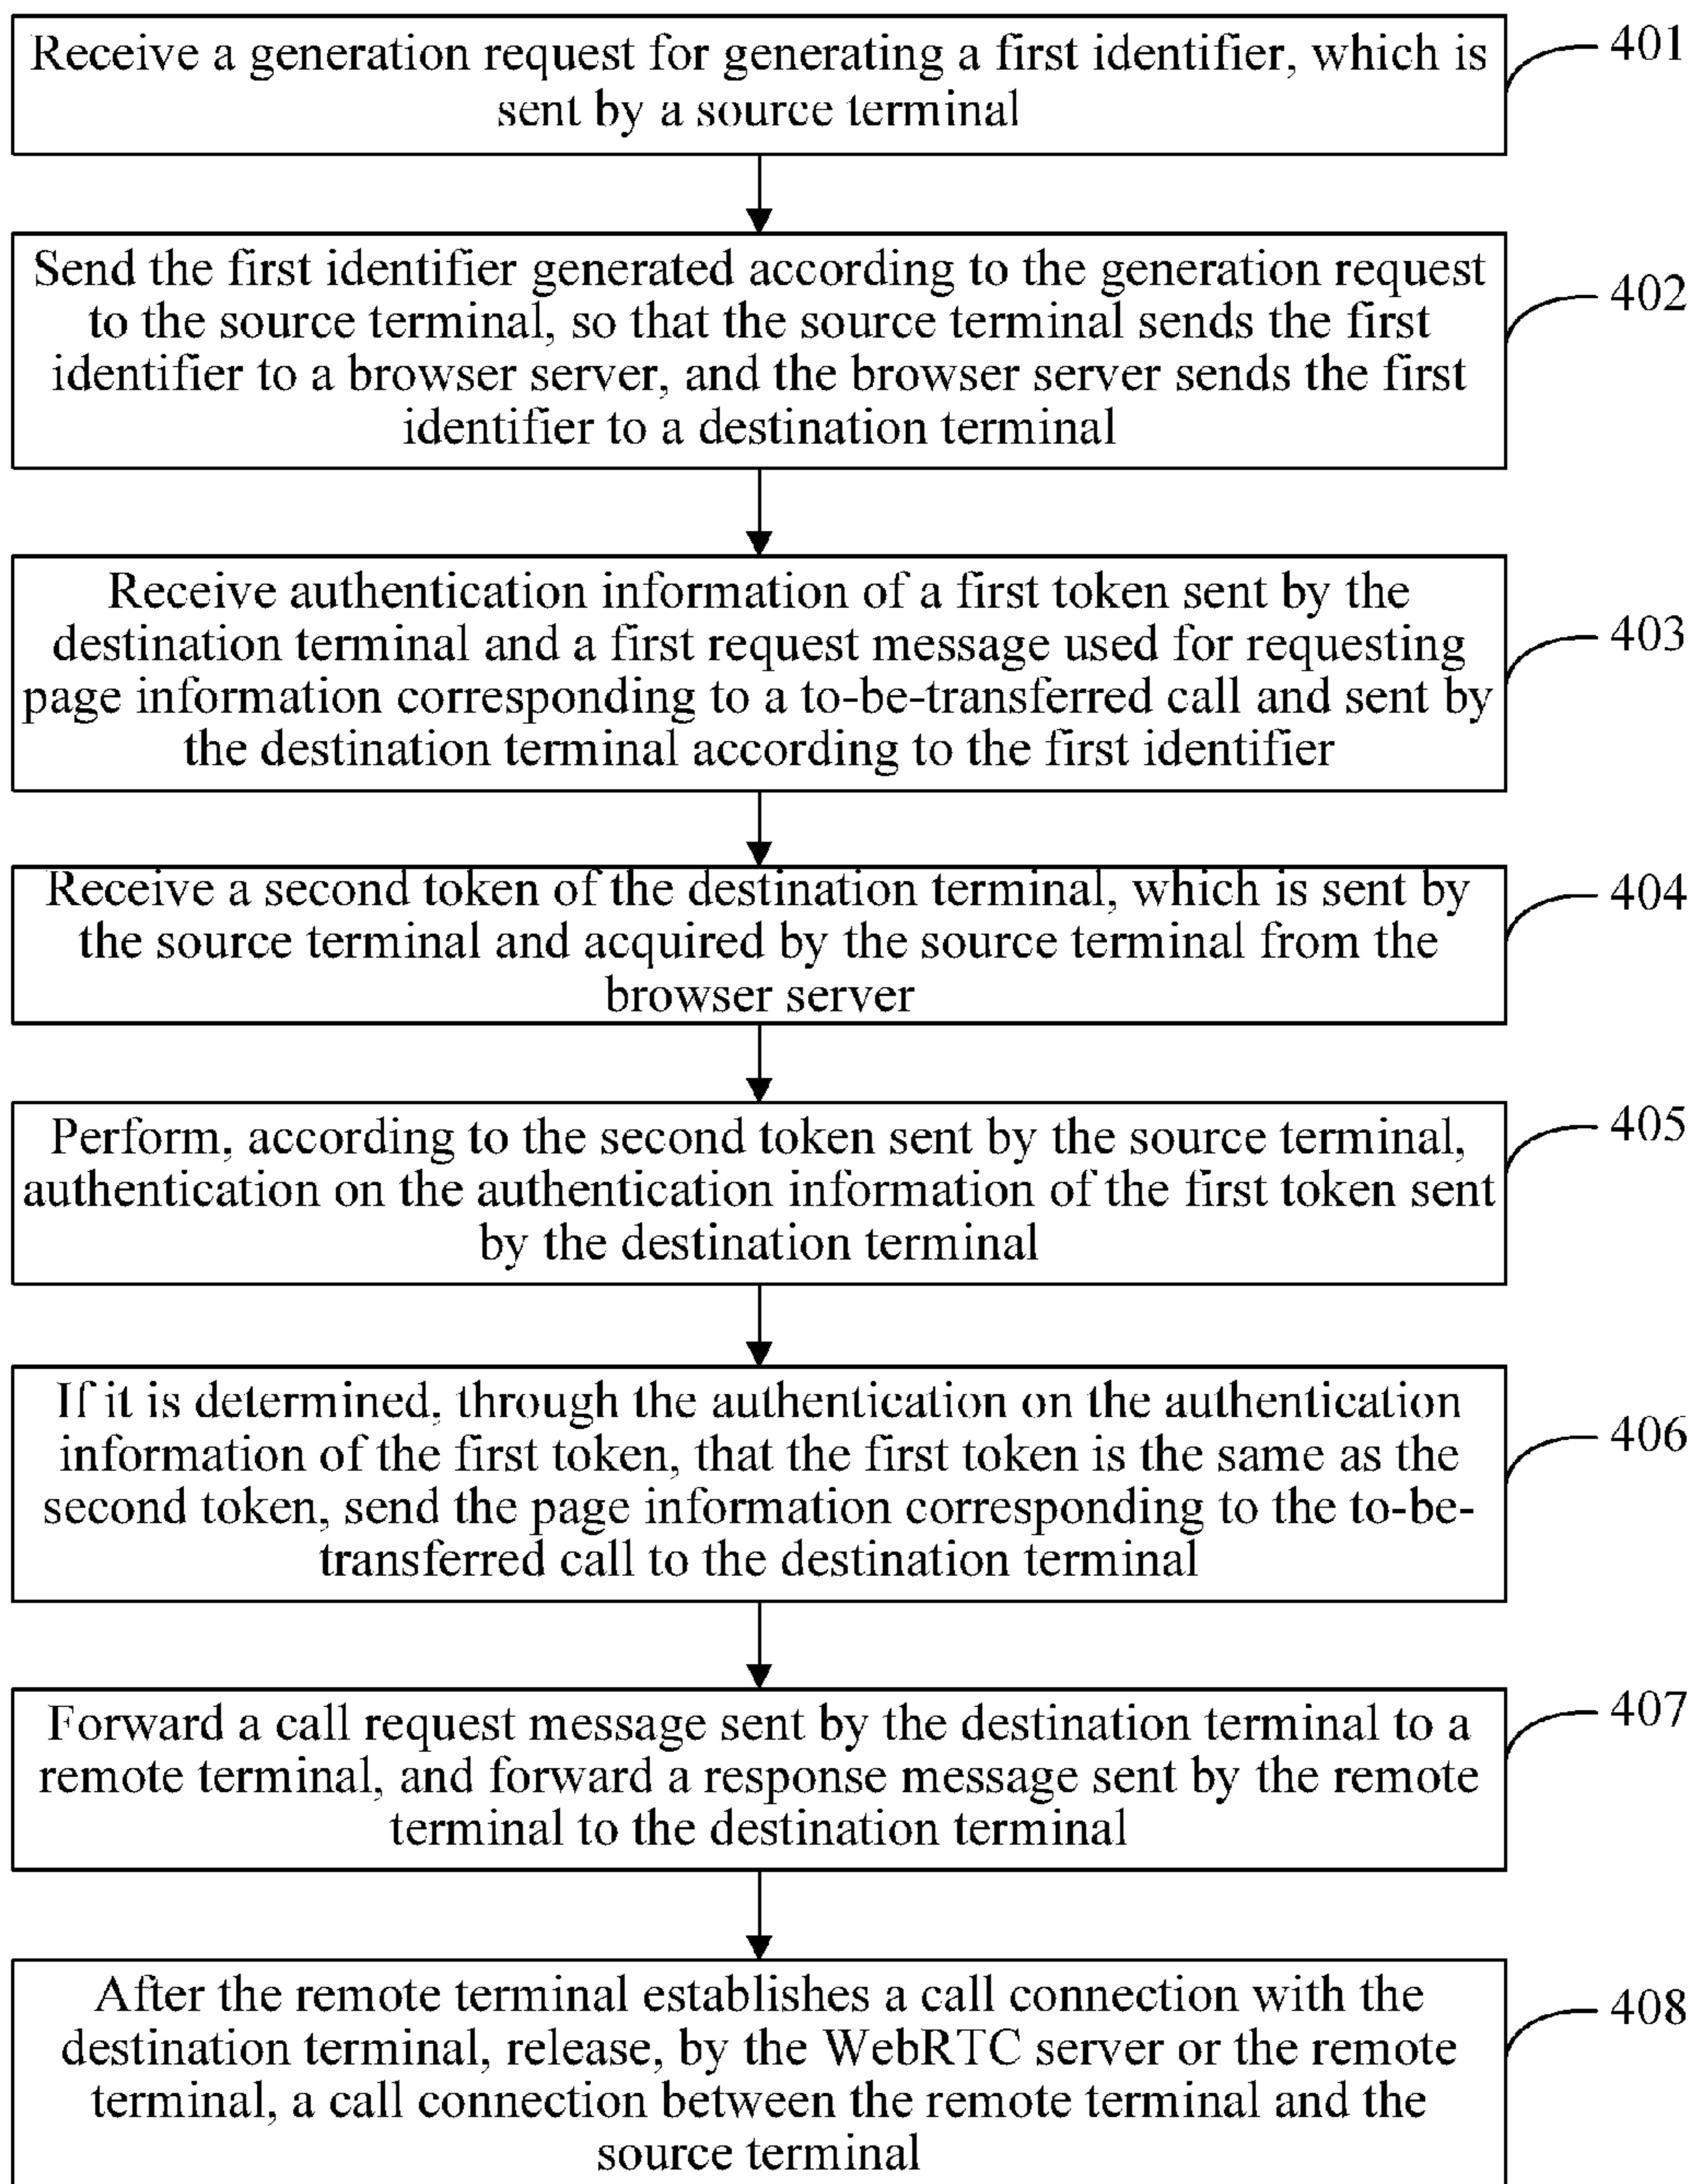 Receive a generation request for generating a first identifier, which is
sent by a source terminal
401
Send the first identifier generated according to the generation request
to the source terminal, so that the source terminal sends the first
identifier to a browser server, and the browser server sends the first
identifier to a destination terminal
402
Receive authentication information of a first token sent by the
destination terminal and a first request message used for requesting
page information corresponding to a to-be-transferred call and sent by
the destination terminal according to the first identifier
403
Receive a second token of the destination terminal, which is sent by
the source terminal and acquired by the source terminal from the
browser server
404
Perform, according to the second token sent by the source terminal,
authentication on the authentication information of the first token sent
by the destination terminal
405
If it is determined, through the authentication on the authentication
information of the first token, that the first token is the same as the
second token, send the page information corresponding to the to-be-
transferred call to the destination terminal
406
Forward a call request message sent by the destination terminal to a
remote terminal, and forward a response message sent by the remote
terminal to the destination terminal
407
After the remote terminal establishes a call connection with the
destination terminal, release, by the WebRTC server or the remote
terminal, a call connection between the remote terminal and the
source terminal
408